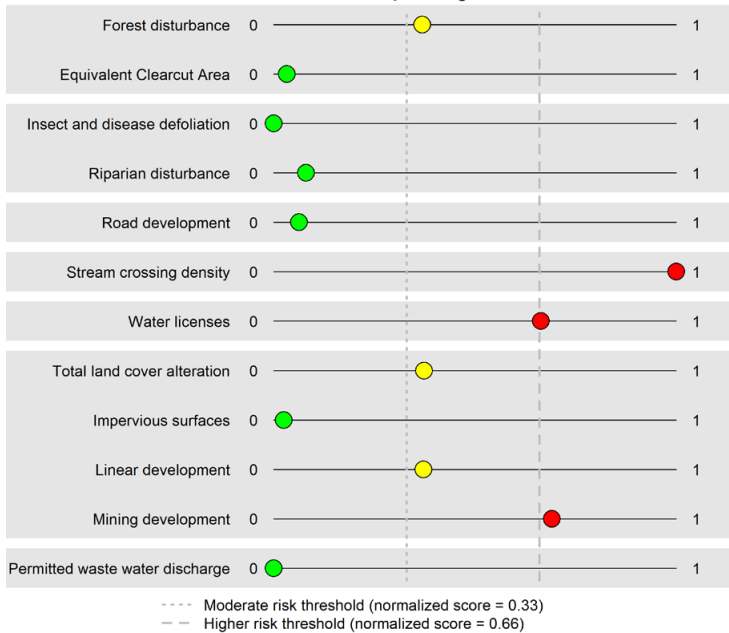 Forest disturbance 0 1
Equivalent Clearcut Area 0 1
Insect and disease defoliation 0 1
Riparian disturbance 0 1
Road development 0 1
Stream crossing density 0 1
Water licenses 0 1
Total land cover alteration 0 1
Impervious surfaces 0 1
Linear development 0 1
Mining development 0 1
Permitted waste water discharge 0 1
Moderate risk threshold (normalized score = 0.33)
Higher risk threshold (normalized score = 0.66)